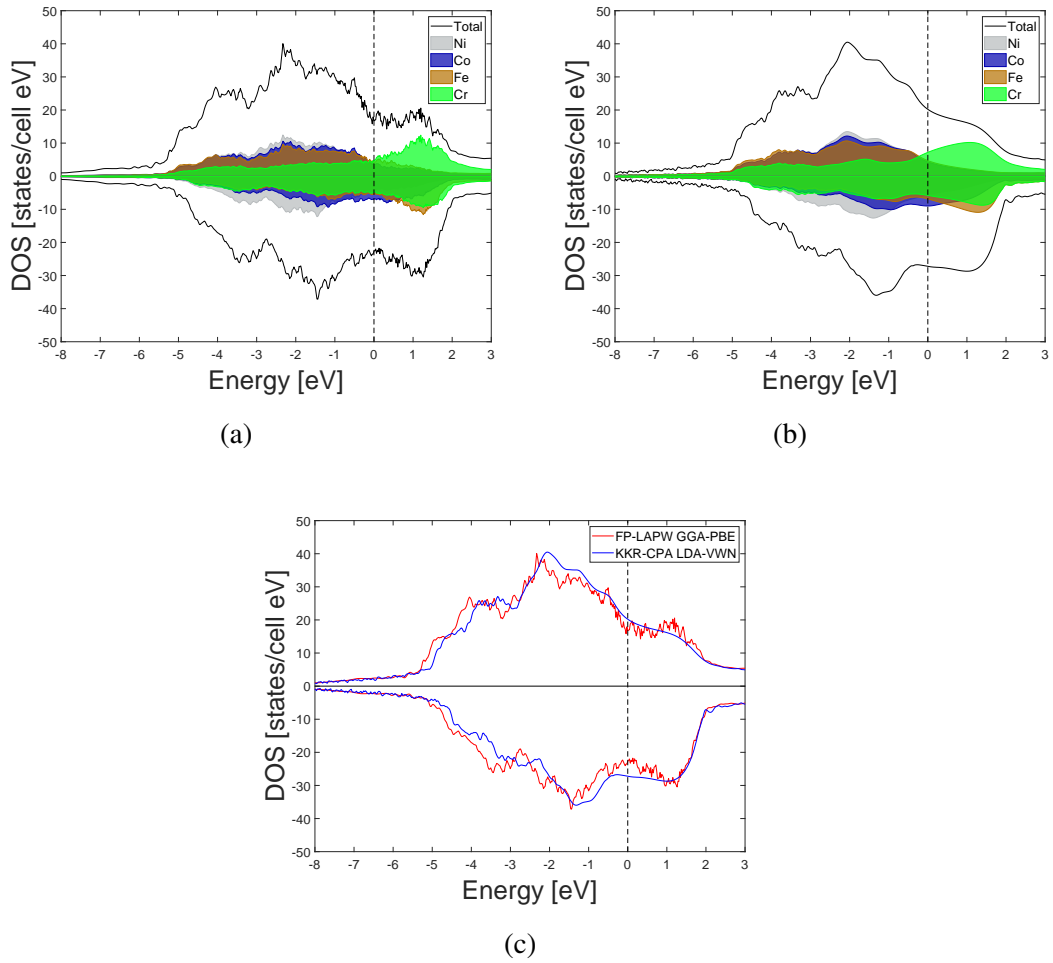 50
40
30
20
10
0
-10
-20
-30
-40
-50
DOS [states/cell eV]
-8 -7 -6 -5 -4 -3 -2 -1 0 1 2 3
Energy [eV]
Total
Ni
Co
Fe
Cr
(a)
50
40
30
20
10
0
-10
-20
-30
-40
-50
DOS [states/cell eV]
-8 -7 -6 -5 -4 -3 -2 -1 0 1 2 3
Energy [eV]
Total
Ni
Co
Fe
Cr
(b)
50
40
30
20
10
0
-10
-20
-30
-40
-50
DOS [states/cell eV]
-8 -7 -6 -5 -4 -3 -2 -1 0 1 2 3
Energy [eV]
FP-LAPW GGA-PBE
KKR-CPA LDA-VWN
(c)